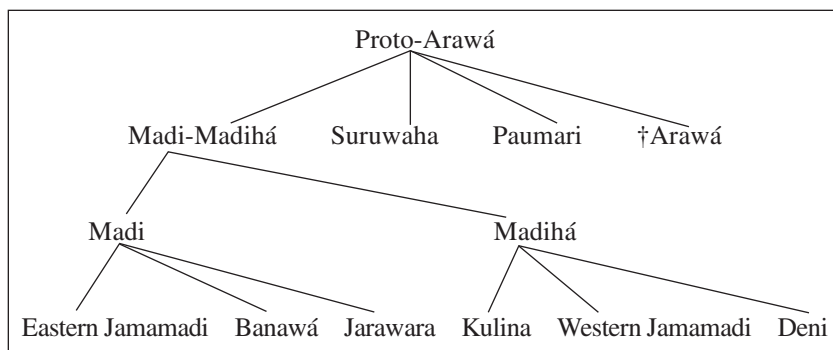 Proto-Arawá
Madi-Madihá Suruwaha Paumari †Arawá
Madi Madihá
Eastern Jamamadi Banawá Jarawara Kulina Western Jamamadi Deni